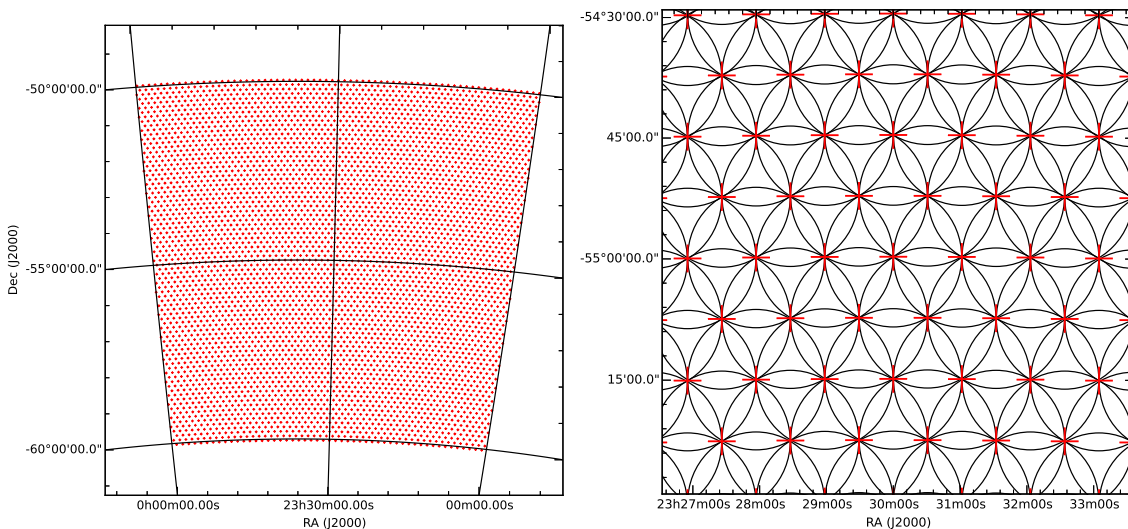 -50°00'00.0"
-55°00'00.0"
-60°00'00.0"
Dec (J2000)
0h00m00.00s 23h30m00.00s 00m00.00s
RA (J2000)
-54°30'00.0"
45'00.0"
-55°00'00.0"
15'00.0"
23h27m00s 28m00s 29m00s 30m00s 31m00s 32m00s 33m00s
RA (J2000)